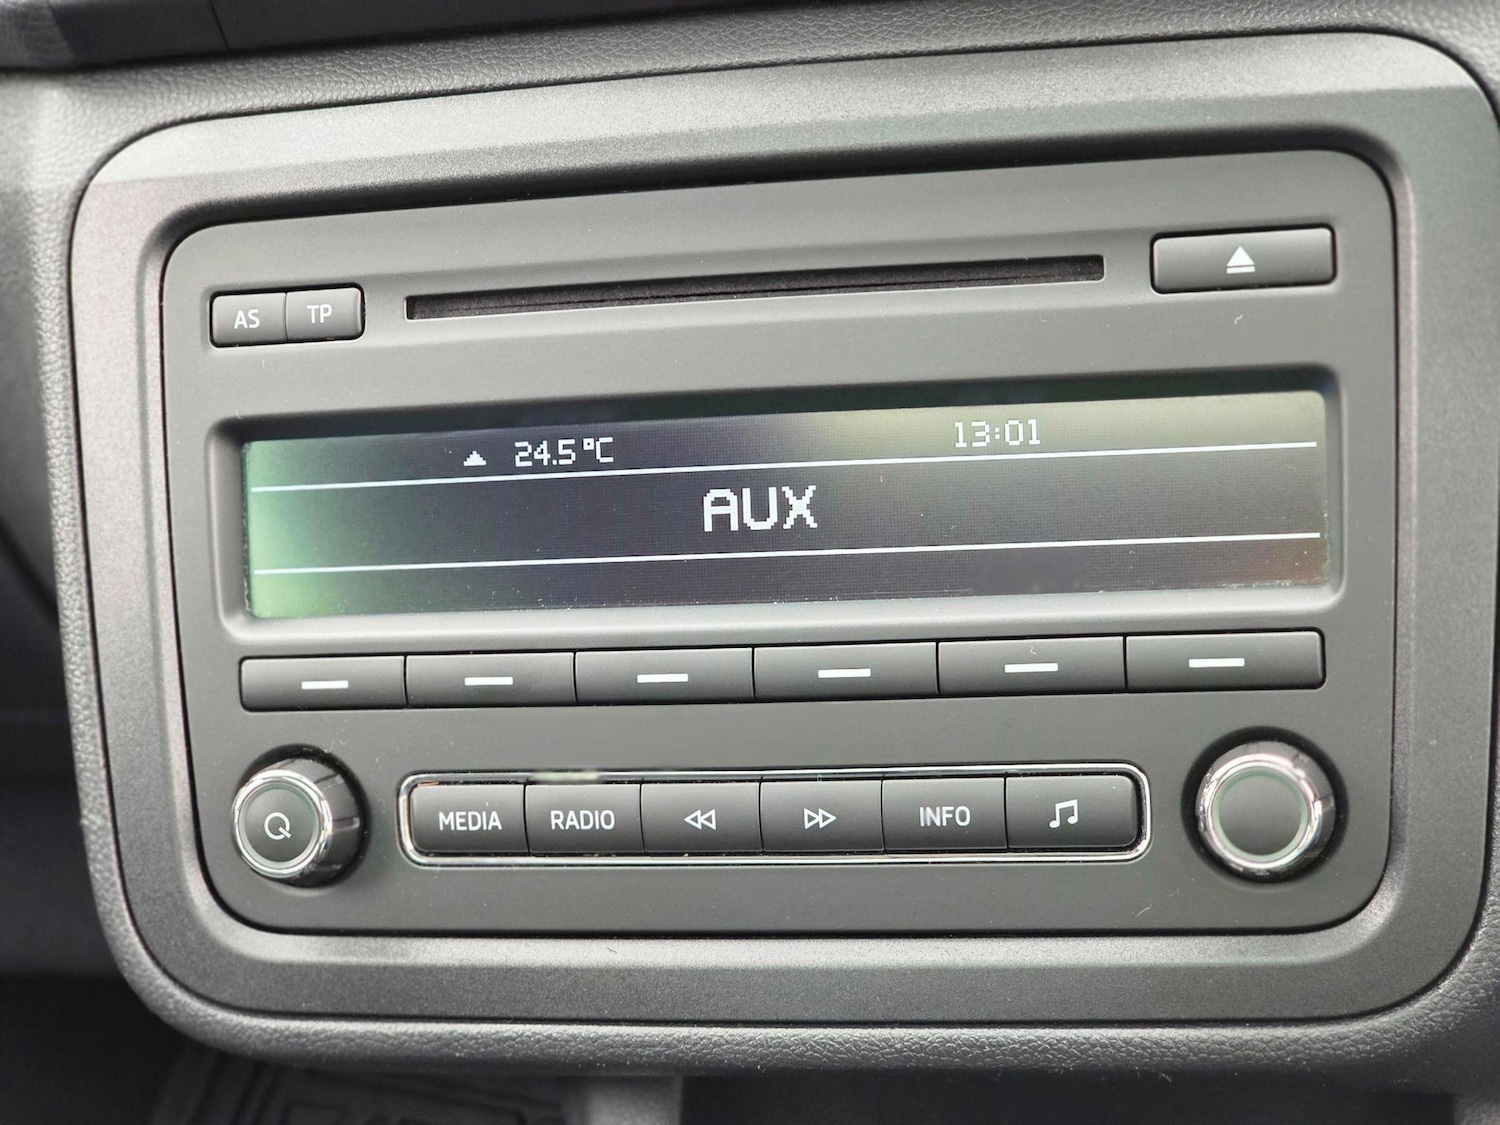 AS TP
24.5°C 13:01
AUX
MEDIA RADIO INFO